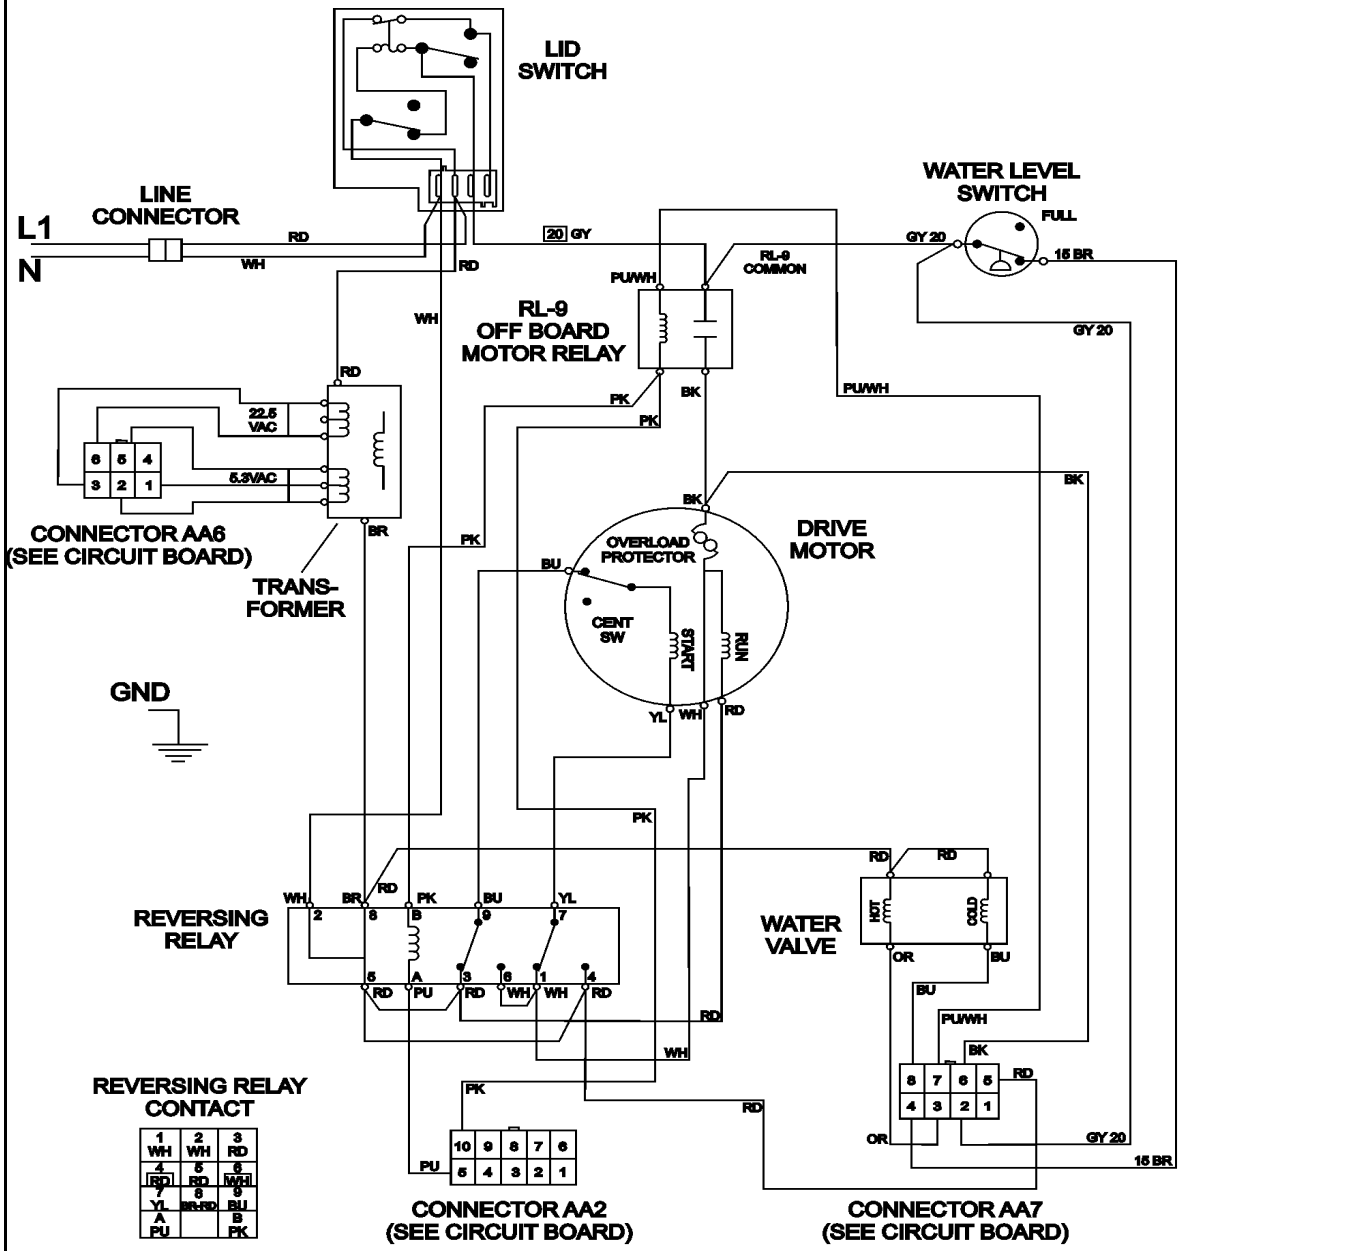 LID
SWITCH
WATER LEVEL
SWITCH
FULL
LINE
CONNECTOR
L1
N
RD
WH
20 GY
RD
PU/WH
RL-9
COMMON
GY 20
15 BR
WH
RL-9
OFF BOARD
MOTOR RELAY
GY 20
RD
PK
BK
PU/WH
PK
22.5
VAC
6 5 4
3 2 1
5.3VAC
BK
BK
CONNECTOR AA6
(SEE CIRCUIT BOARD)
BR
PK
OVERLOAD
PROTECTOR
DRIVE
MOTOR
BU
TRANS-
FORMER
CENT
SW
START
RUN
GND
YL WH RD
PK
RD RD
WH BR RD PK BU YL
2 8 B 9 7
REVERSING
RELAY
HOT
COLD
WATER
VALVE
5 A 3 6 1 4
RD PU RD WH WH RD
OR BU
BU
RD
PU/WH
WH
BK
REVERSING RELAY
CONTACT
PK
RD
RD
8 7 6 5
4 3 2 1
1 2 3
WH WH RD
4 5 6
RD RD WH
7 8 9
YL BR-RD BU
A B
PU PK
10 9 8 7 6
5 4 3 2 1
PU
OR
GY 20
15 BR
CONNECTOR AA2
(SEE CIRCUIT BOARD)
CONNECTOR AA7
(SEE CIRCUIT BOARD)